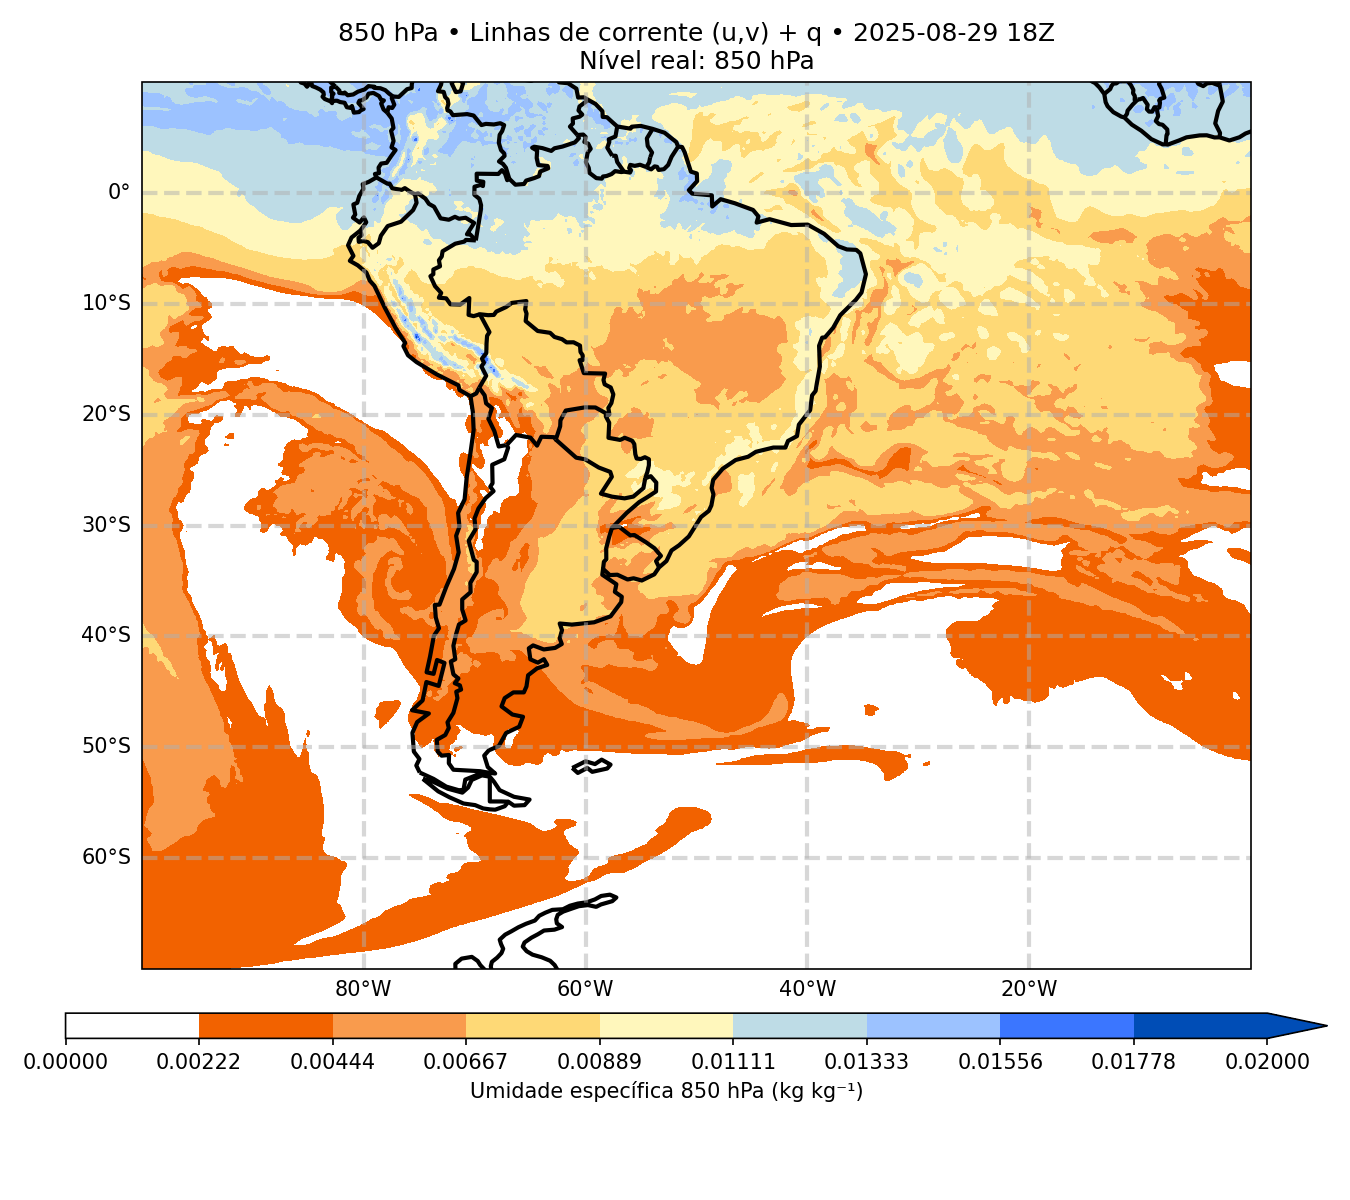 850 hPa • Linhas de corrente (u,v) + q • 2025-08-29 18Z
Nível real: 850 hPa
0°
10°S
20°S
30°S
40°S
50°S
60°S
80°W 60°W 40°W 20°W
0.00000 0.00222 0.00444 0.00667 0.00889 0.01111 0.01333 0.01556 0.01778 0.02000
Umidade específica 850 hPa (kg kg⁻¹)